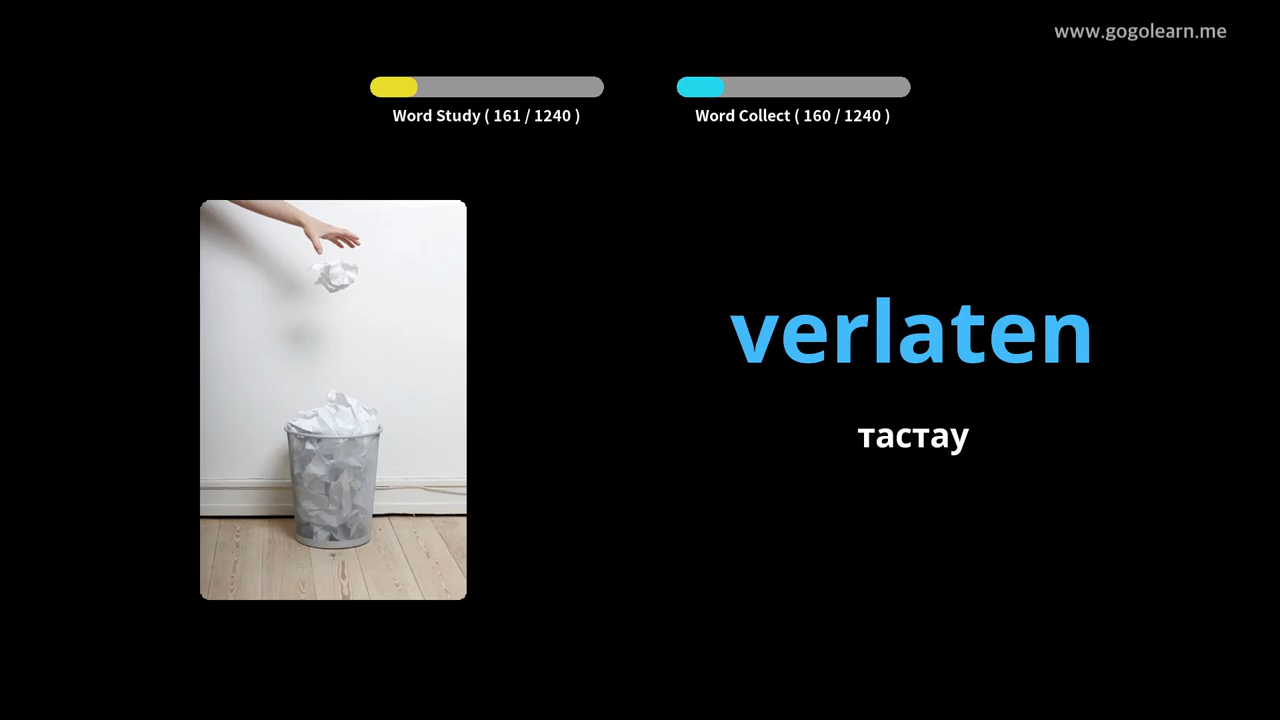 www.gogolearn.me
Word Study ( 161 / 1240 )
Word Collect ( 160 / 1240 )
verlaten
тастау